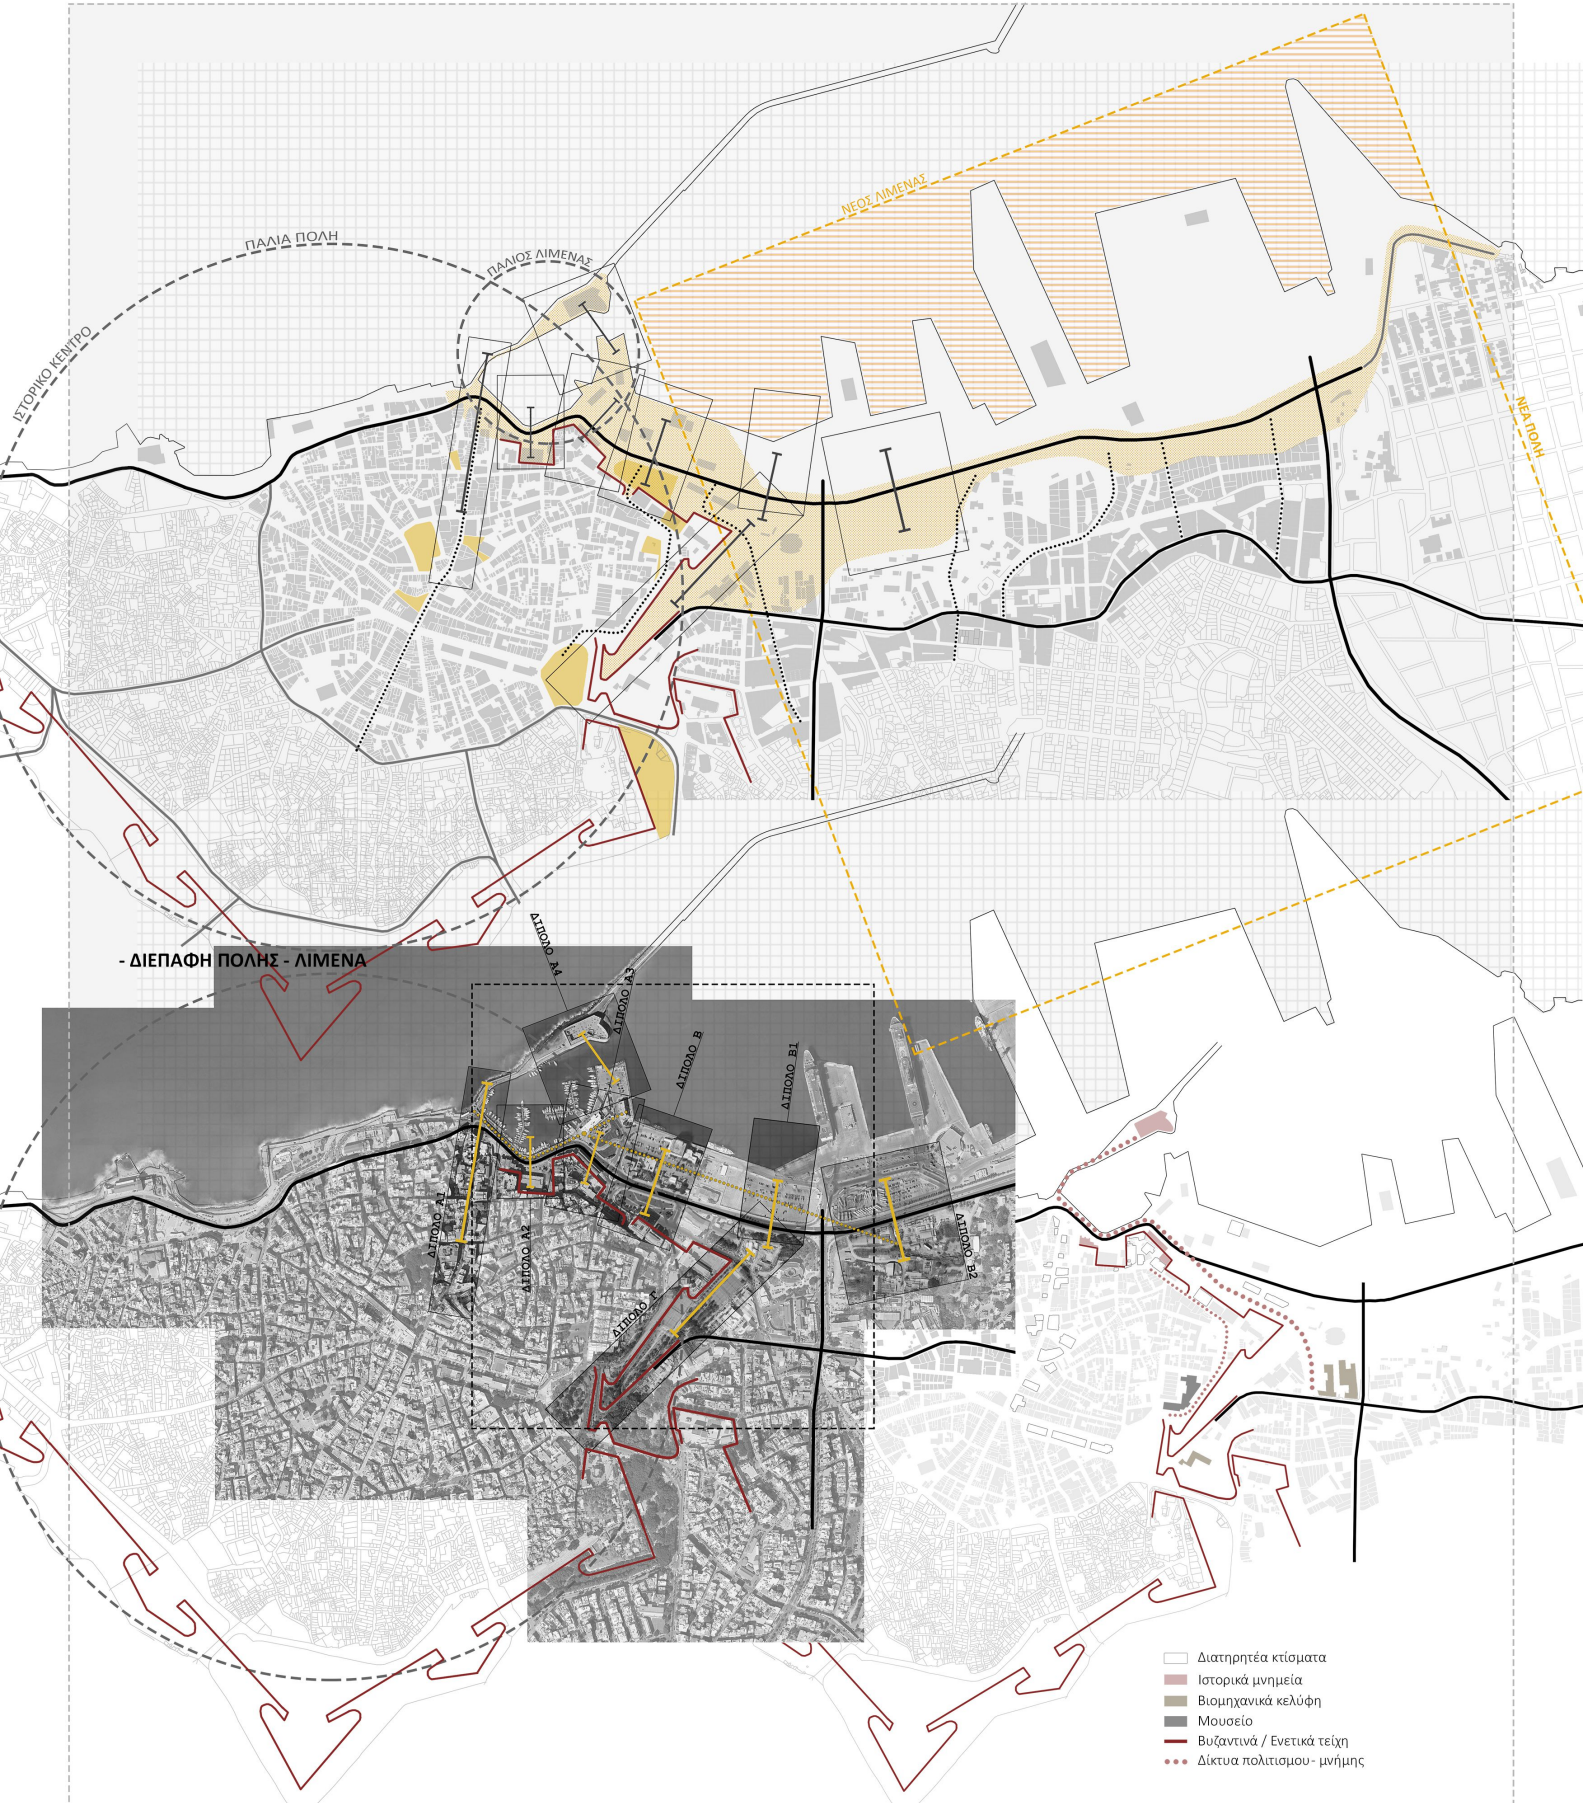 ΝΕΟΣ ΛΙΜΕΝΑΣ
ΠΑΛΙΑ ΠΟΛΗ
ΠΑΛΙΟΣ ΛΙΜΕΝΑΣ
ΙΣΤΟΡΙΚΟ ΚΕΝΤΡΟ
ΝΕΑ ΠΟΛΗ
- ΔΙΕΠΑΦΗ ΠΟΛΗΣ - ΛΙΜΕΝΑ
ΔΙΠΟΛΟ Α4
ΔΙΠΟΛΟ Α3
ΔΙΠΟΛΟ Β
ΔΙΠΟΛΟ Β1
ΔΙΠΟΛΟ Α1
ΔΙΠΟΛΟ Α2
ΔΙΠΟΛΟ Β2
ΔΙΠΟΛΟ Γ
Διατηρητέα κτίσματα
Ιστορικά μνημεία
Βιομηχανικά κελύφη
Μουσείο
Βυζαντινά / Ενετικά τείχη
Δίκτυα πολιτισμου - μνήμης